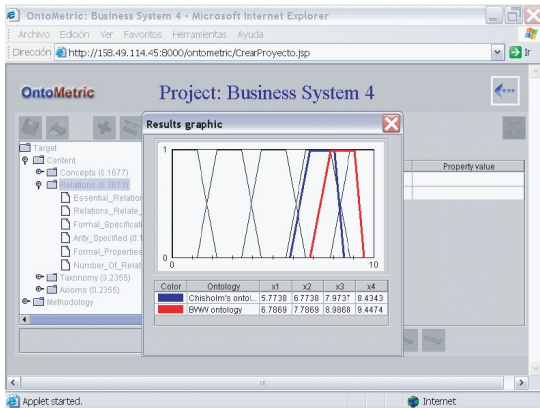 OntoMetric: Business System 4 - Microsoft Internet Explorer
Archivo Edición Ver Favoritos Herramientas Ayuda
Dirección http://158.49.114.45:8000/ontometric/CrearProyecto.jsp Ir
OntoMetric Project: Business System 4
Results graphic
Target
Content
Concepts (0.1677)
Relations (0.3613)
Essential_Relation
Relations_Relate_
Formal_Specificati
Arity_Specified (0.1
Formal_Properties
Number_Of_Relat
Taxonomy (0.2355)
Axioms (0.2355)
Methodology
Property value
1
0
0 10
Color Ontology x1 x2 x3 x4
Chisholm's ontol... 5.7738 6.7738 7.9737 8.4343
BWW ontology 6.7869 7.7869 8.9868 9.4474
Applet started. Internet